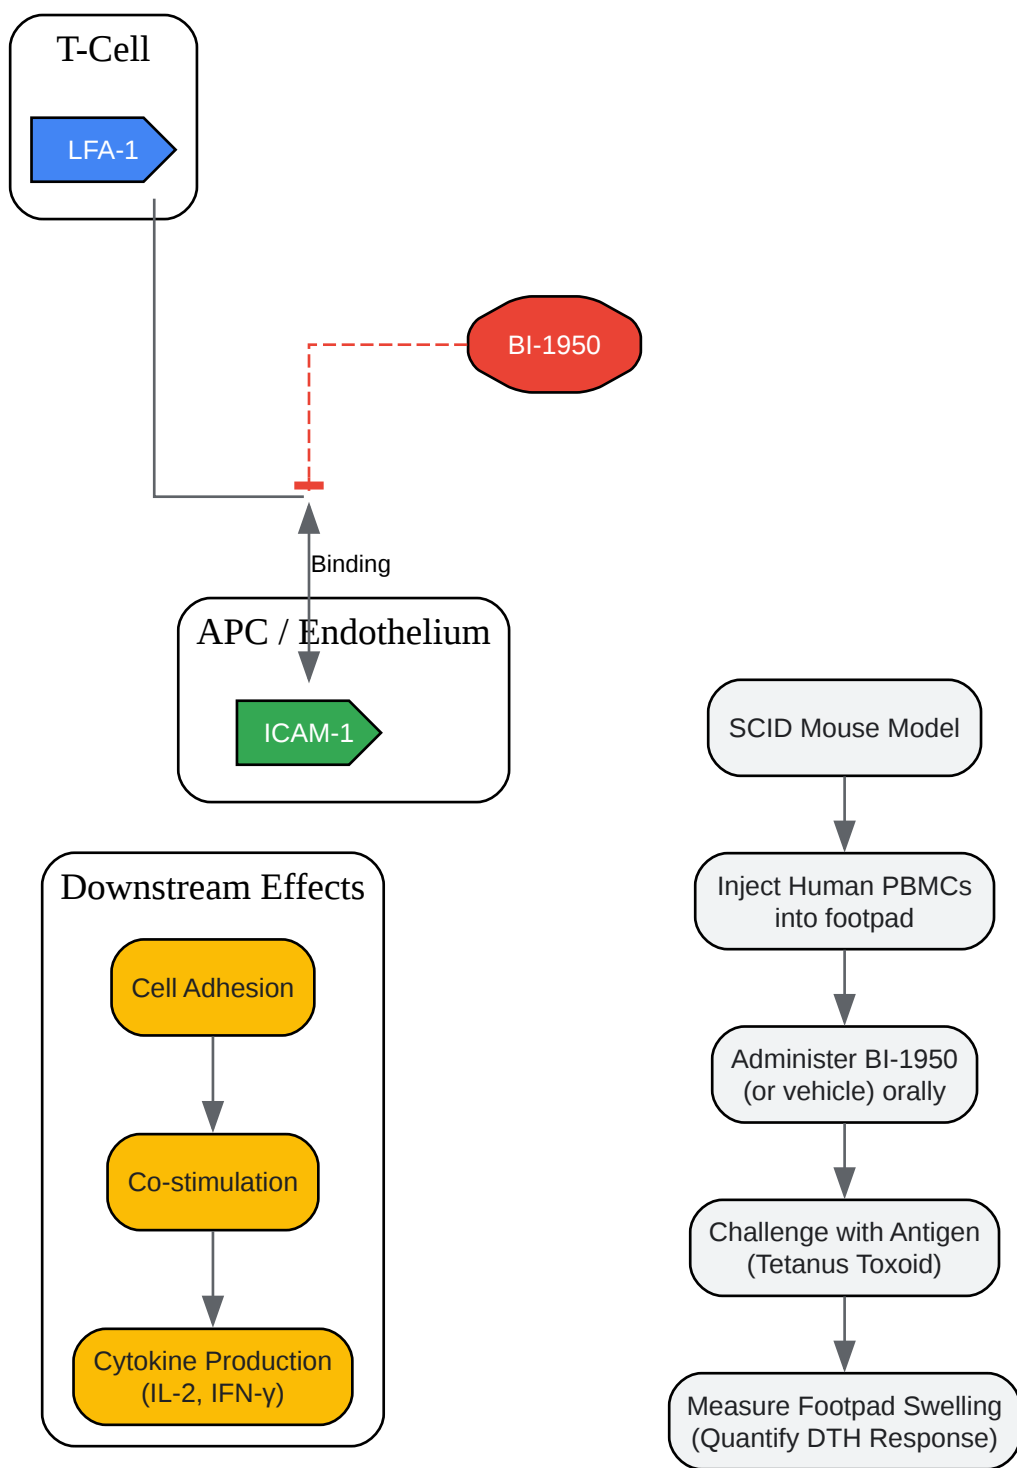 T-Cell
LFA-1
BI-1950
Binding
APC / Endothelium
ICAM-1
Downstream Effects
Cell Adhesion
Co-stimulation
Cytokine Production
(IL-2, IFN-γ)
SCID Mouse Model
Inject Human PBMCs
into footpad
Administer BI-1950
(or vehicle) orally
Challenge with Antigen
(Tetanus Toxoid)
Measure Footpad Swelling
(Quantify DTH Response)